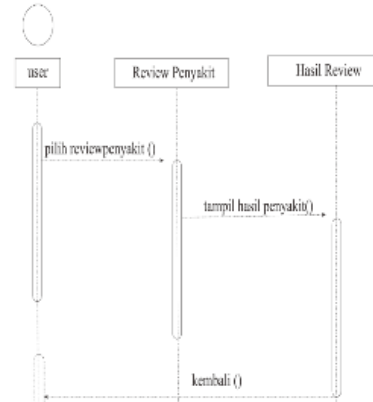 user
Review Penyakit
Hasil Review
pilih reviewpenyakit ()
tampil hasil penyakit()
kembali ()